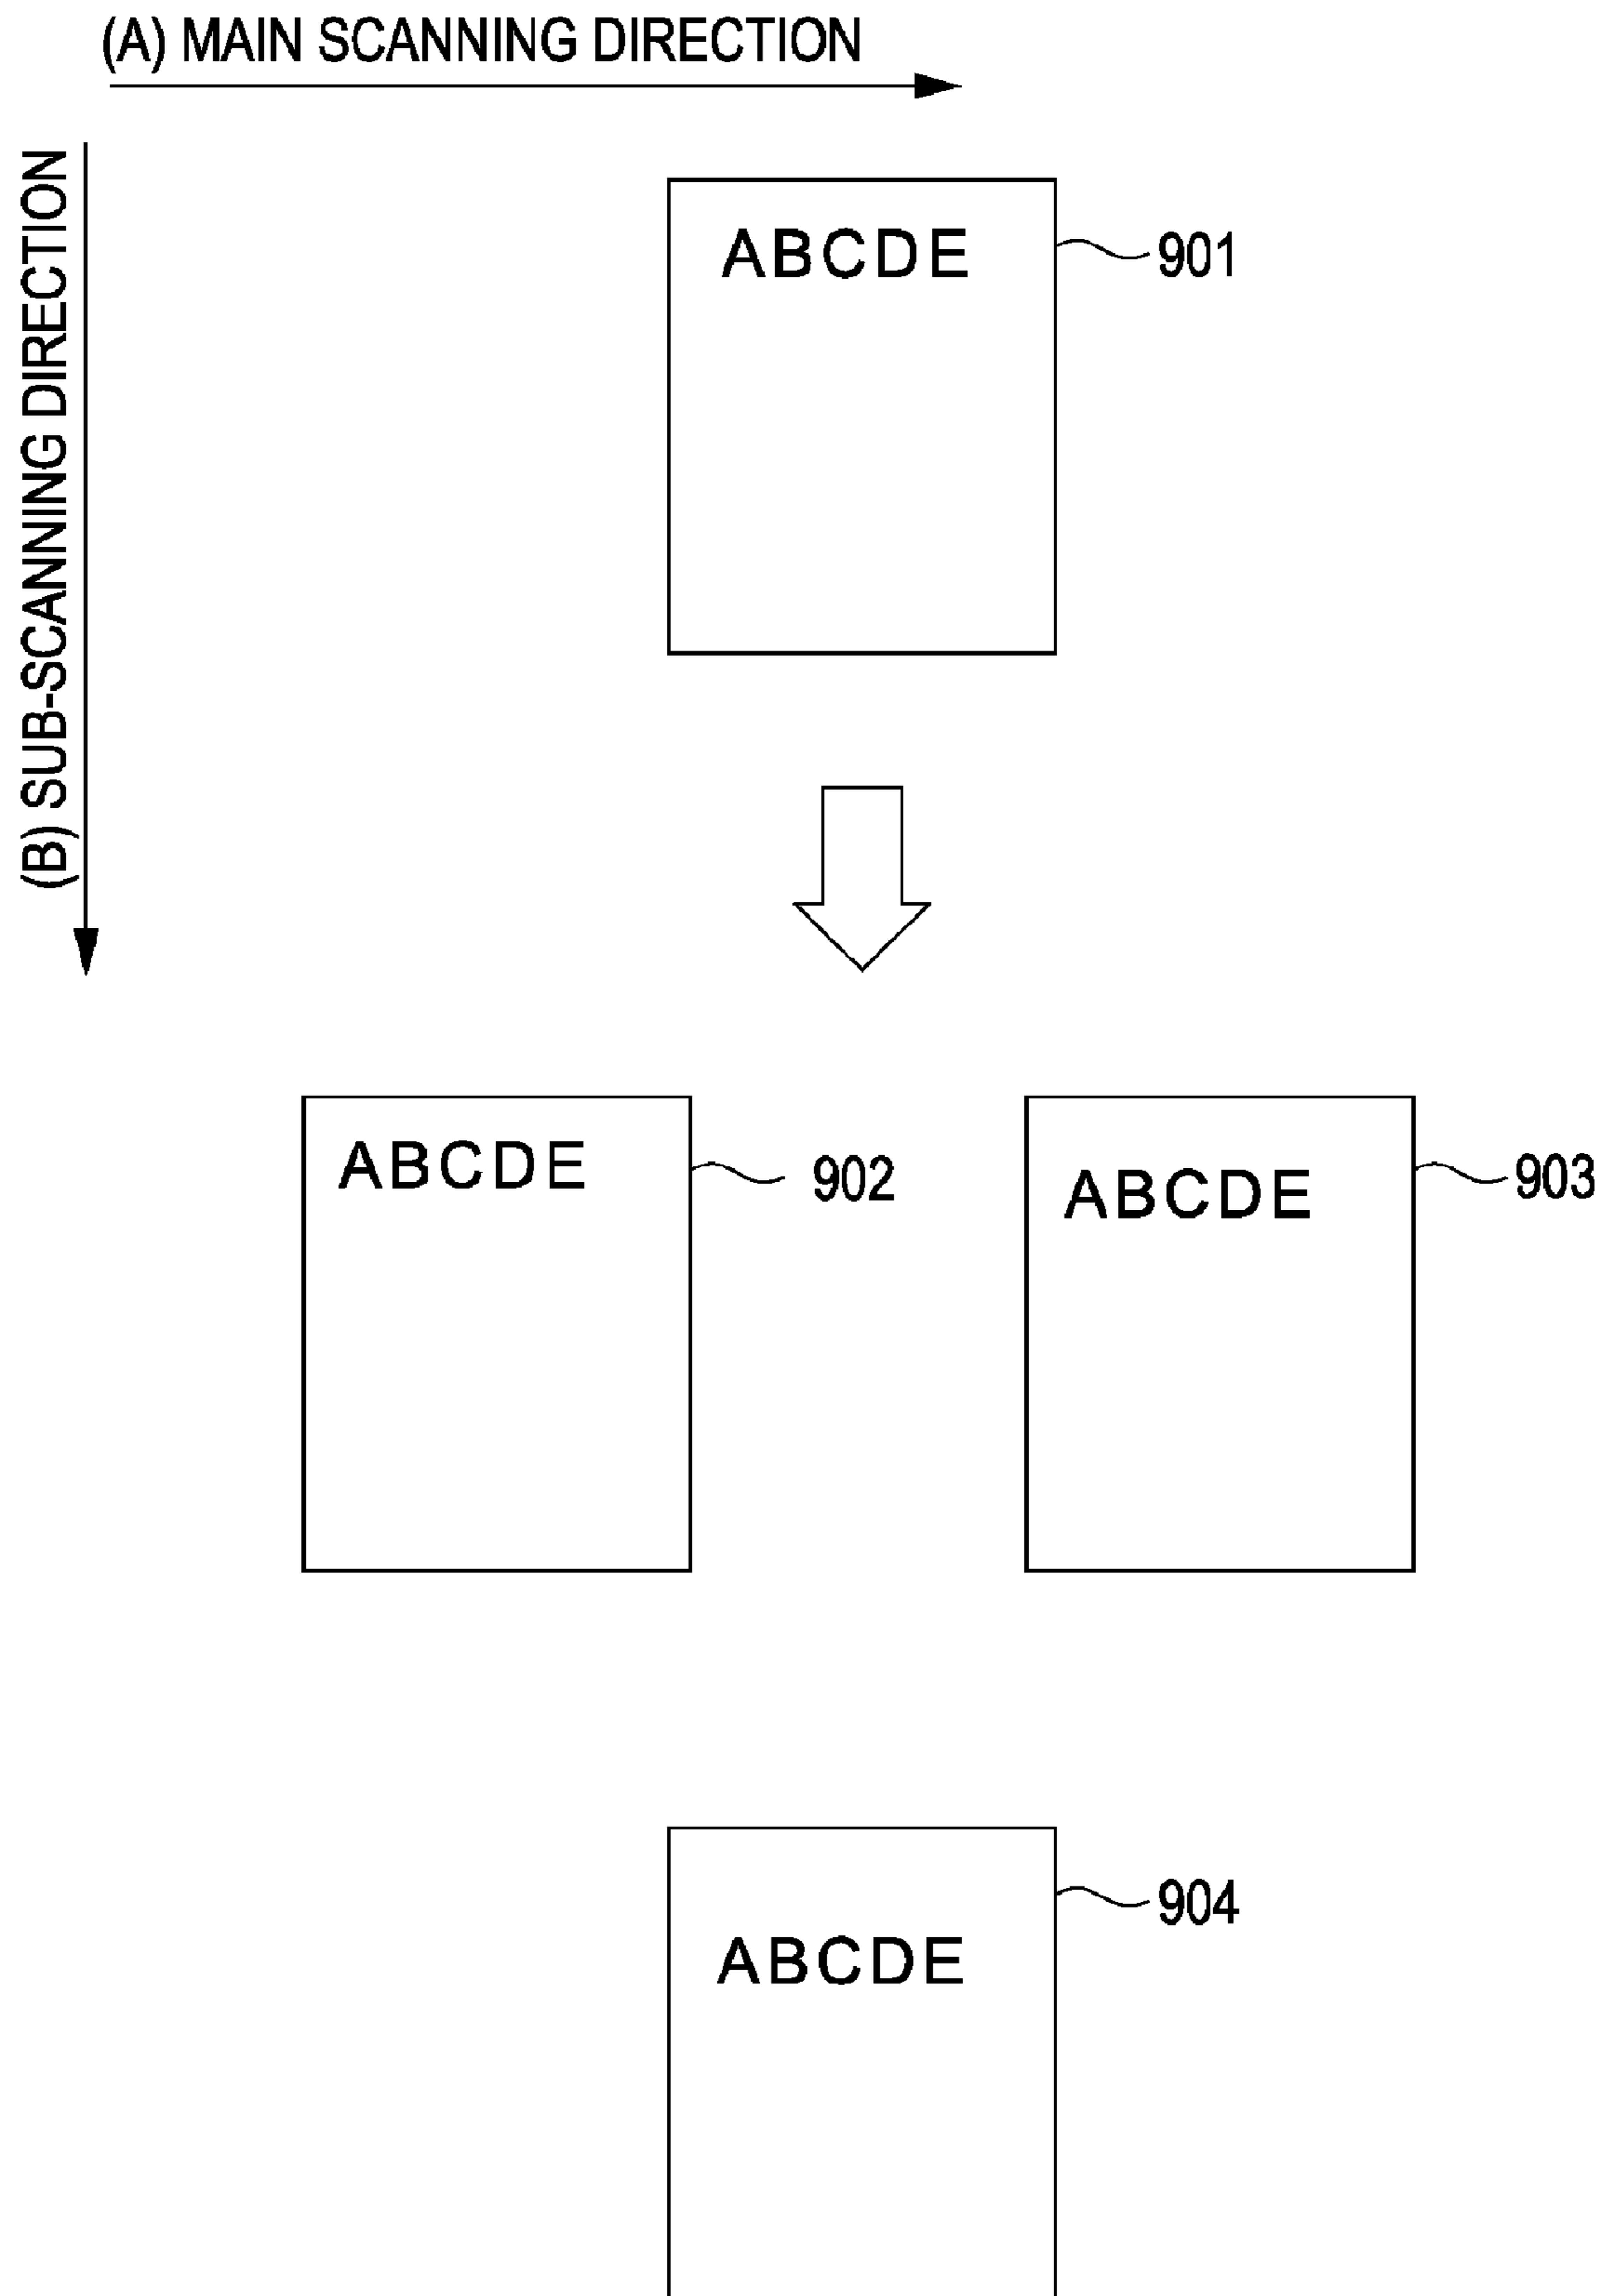 (A) MAIN SCANNING DIRECTION
(B) SUB-SCANNING DIRECTION
ABCDE
901
ABCDE
902
ABCDE
903
ABCDE
904